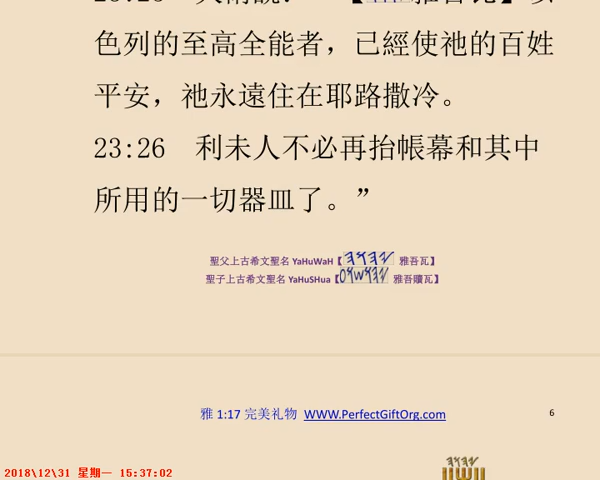 色列的至高全能者，已經使祂的百姓
平安，祂永遠住在耶路撒冷。
23:26 利未人不必再抬帳幕和其中
所用的一切器皿了。”
聖父上古希文聖名 YaHuWaH【𐤉𐤄𐤅𐤄 雅吾瓦】
聖子上古希文聖名 YaHuSHua【 雅吾贖瓦】
雅 1:17 完美礼物 WWW.PerfectGiftOrg.com
6
2018\12\31 星期一 15:37:02